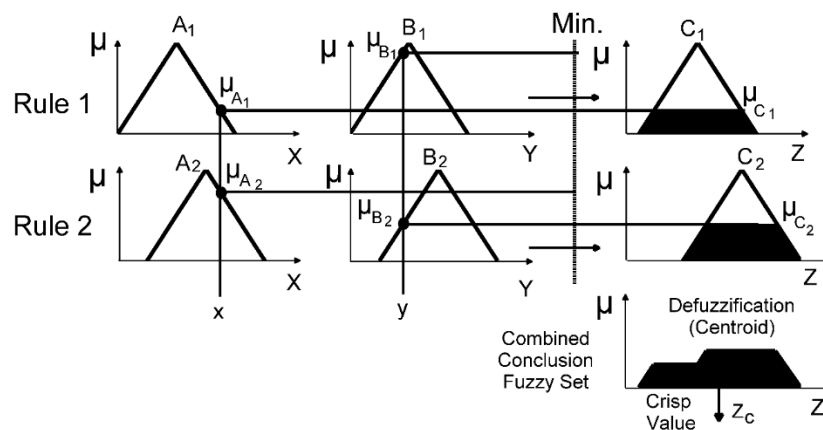 A1
B1
Min.
C1
μ
μB1
μ
μ
Rule 1
μA1
μC1
X
Y
Z
A2
B2
C2
μ
μA2
μ
μ
Rule 2
μB2
μC2
X
Y
Z
x
y
μ
Defuzzification
(Centroid)
Combined
Conclusion
Fuzzy Set
Z
Crisp
Value
Zc